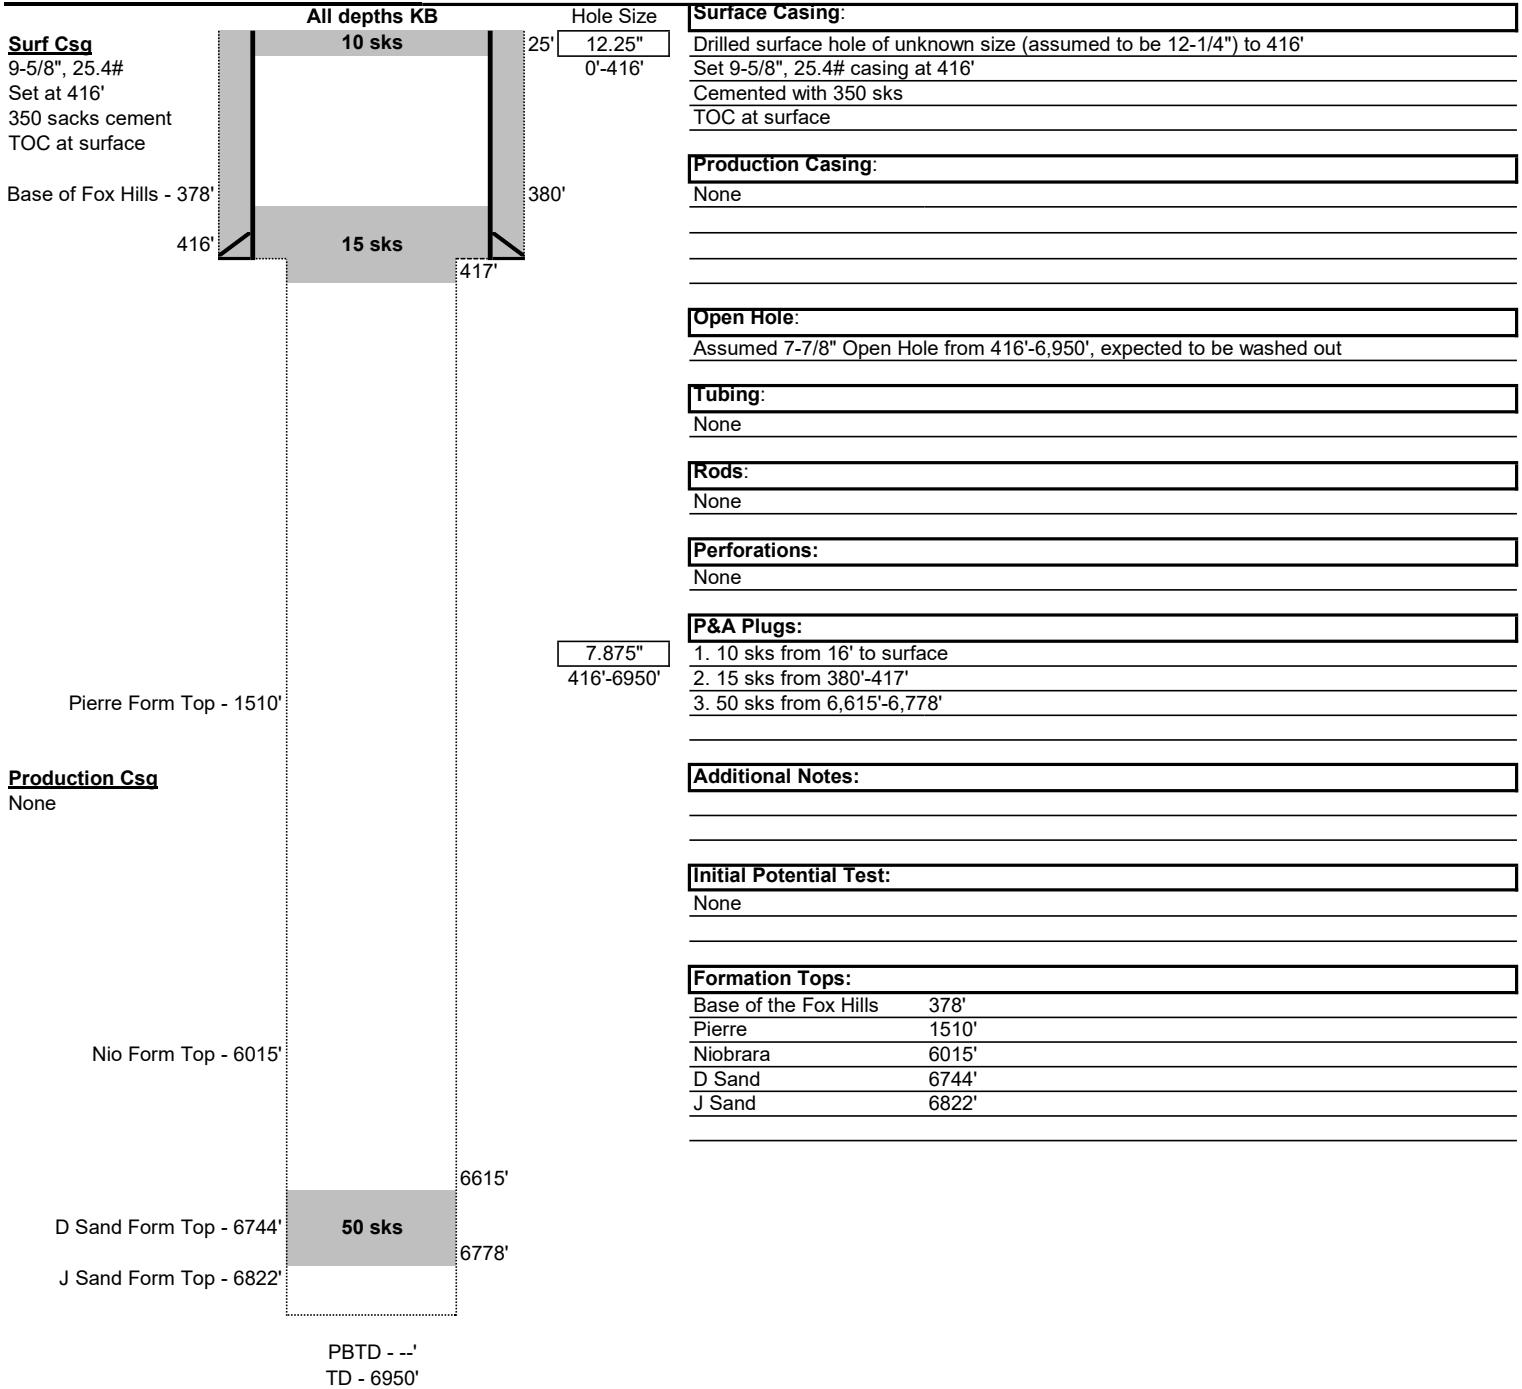 All depths KB
Hole Size
Surf Csg
9-5/8", 25.4#
Set at 416'
350 sacks cement
TOC at surface
10 sks
25'
12.25"
0'-416'
Base of Fox Hills - 378'
380'
416'
15 sks
417'
7.875"
416'-6950'
Pierre Form Top - 1510'
Production Csg
None
Nio Form Top - 6015'
6615'
D Sand Form Top - 6744'
50 sks
6778'
J Sand Form Top - 6822'
PBTD - --'
TD - 6950'
Surface Casing:
Drilled surface hole of unknown size (assumed to be 12-1/4") to 416'
Set 9-5/8", 25.4# casing at 416'
Cemented with 350 sks
TOC at surface
Production Casing:
None
Open Hole:
Assumed 7-7/8" Open Hole from 416'-6,950', expected to be washed out
Tubing:
None
Rods:
None
Perforations:
None
P&A Plugs:
1. 10 sks from 16' to surface
2. 15 sks from 380'-417'
3. 50 sks from 6,615'-6,778'
Additional Notes:
Initial Potential Test:
None
Formation Tops:
Base of the Fox Hills 378'
Pierre 1510'
Niobrara 6015'
D Sand 6744'
J Sand 6822'